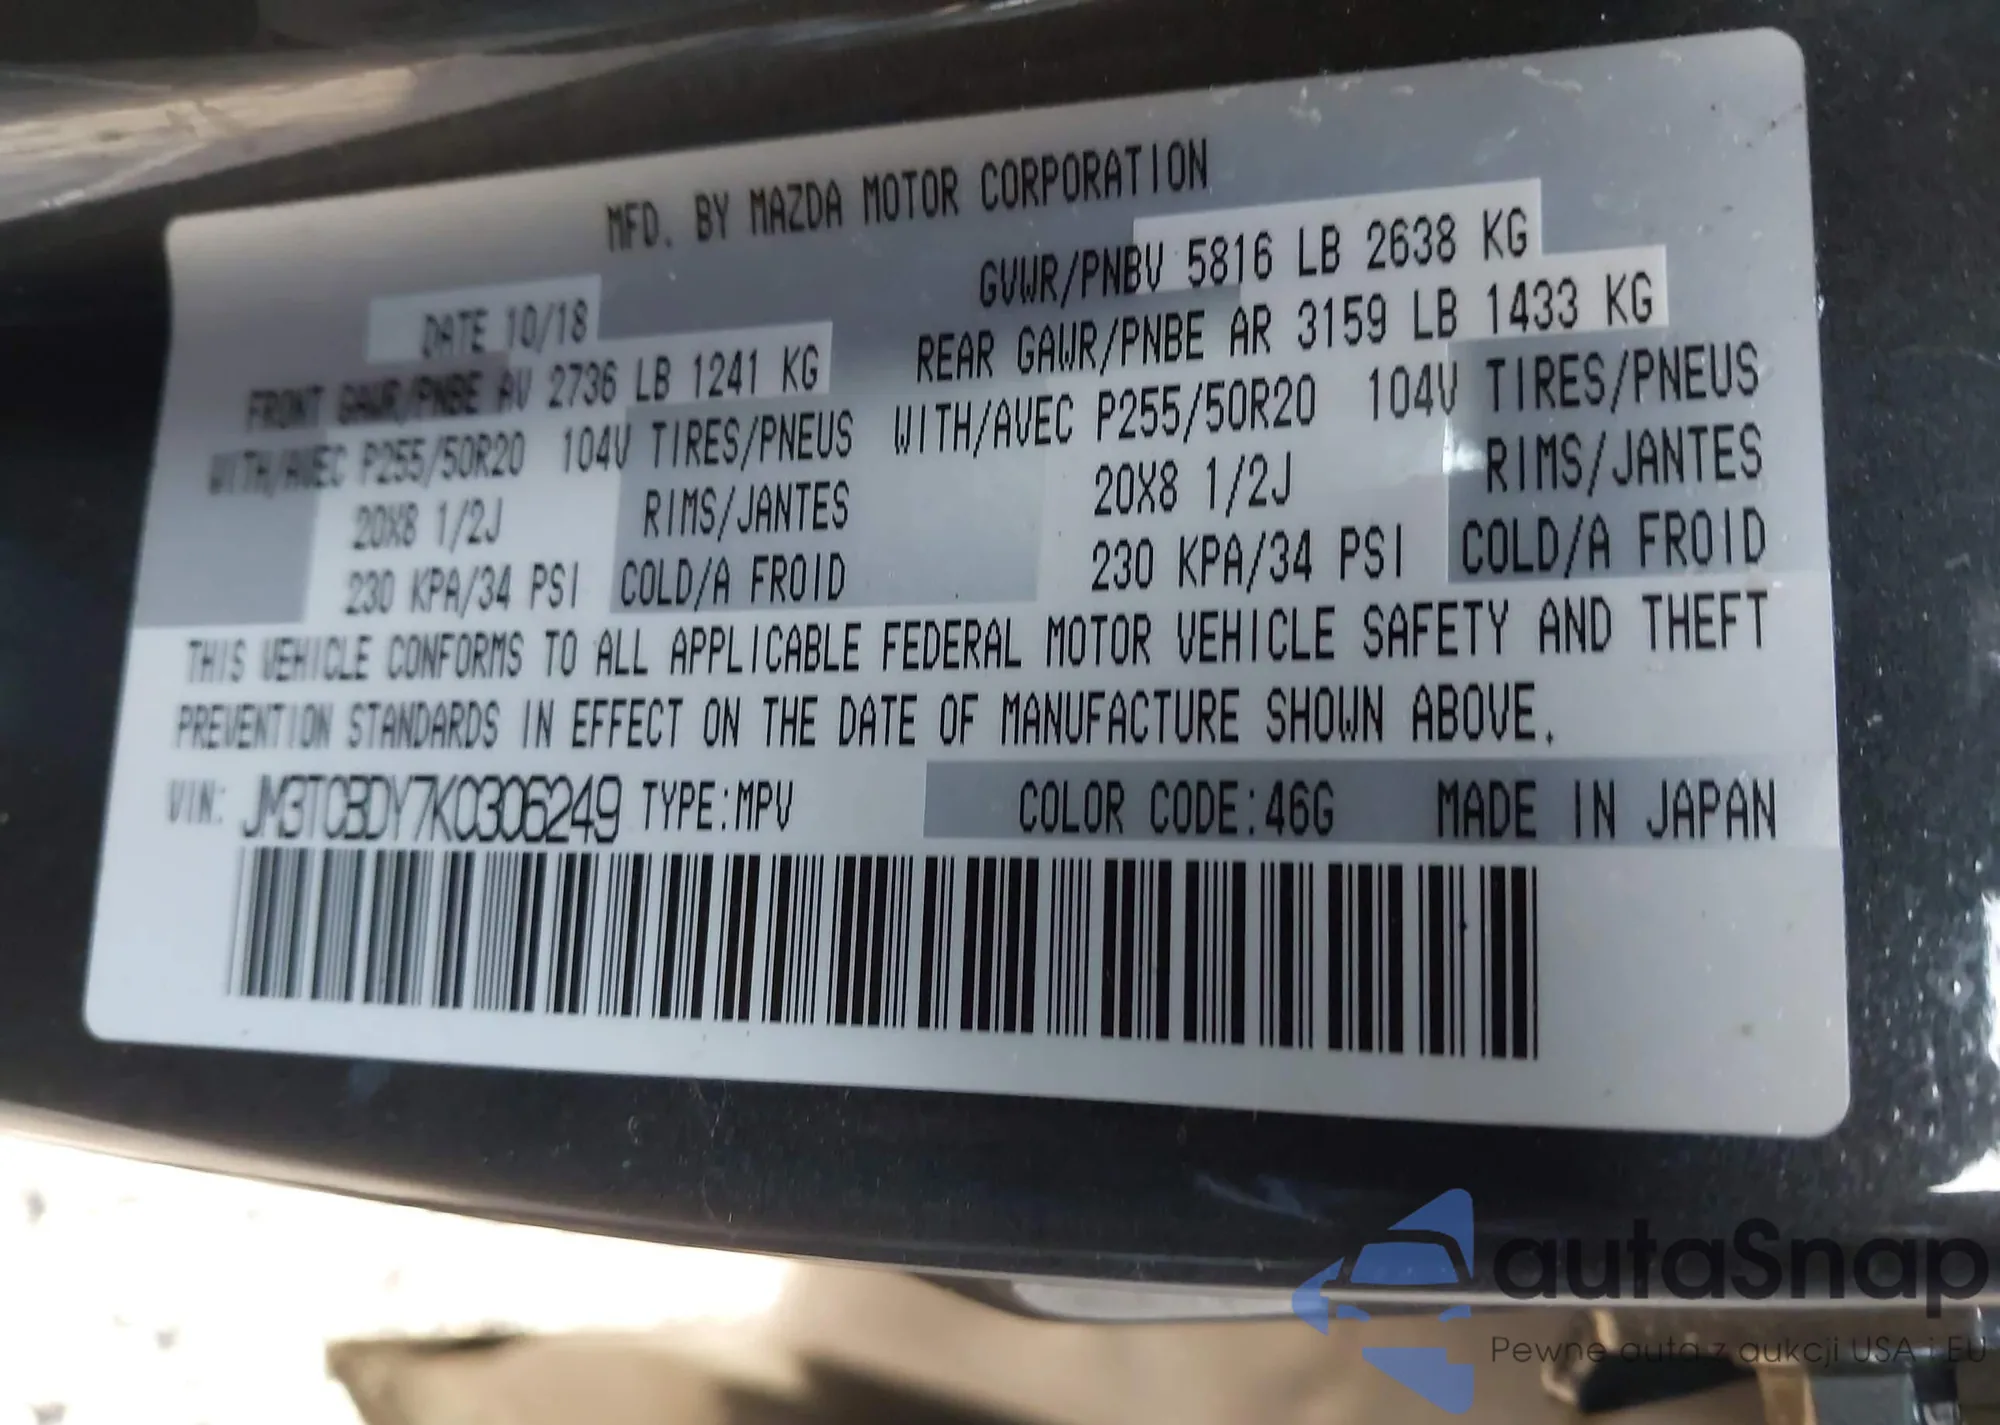 MFD. BY MAZDA MOTOR CORPORATION
DATE 10/18
GVWR/PNBV 5816 LB 2638 KG
FRONT GAWR/PNBE AV 2736 LB 1241 KG
REAR GAWR/PNBE AR 3159 LB 1433 KG
WITH/AVEC P255/50R20 104V TIRES/PNEUS
WITH/AVEC P255/50R20 104V TIRES/PNEUS
20X8 1/2J RIMS/JANTES
20X8 1/2J RIMS/JANTES
230 KPA/34 PSI COLD/A FROID
230 KPA/34 PSI COLD/A FROID
THIS VEHICLE CONFORMS TO ALL APPLICABLE FEDERAL MOTOR VEHICLE SAFETY AND THEFT
PREVENTION STANDARDS IN EFFECT ON THE DATE OF MANUFACTURE SHOWN ABOVE.
VIN: JM3TCBDY7K0306249 TYPE:MPV COLOR CODE:46G MADE IN JAPAN
autaSnap
Pewne auta z aukcji USA i EU